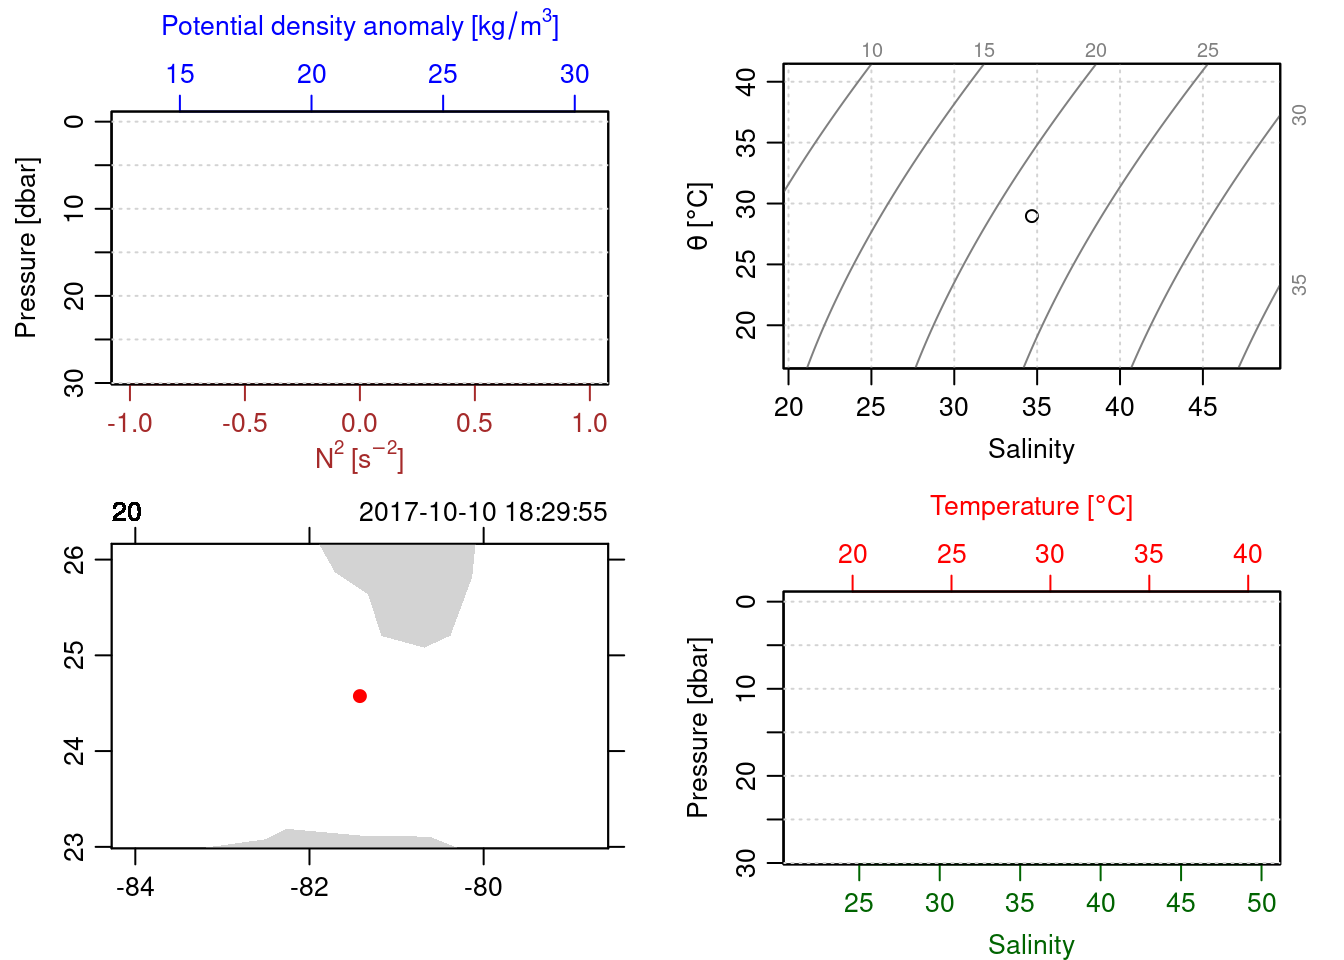 Potential density anomaly [kg/m³]
15 20 25 30
0
10
20
30
Pressure [dbar]
-1.0 -0.5 0.0 0.5 1.0
N² [s⁻²]
10 15 20 25
30
35
40
35
30
25
20
θ [°C]
20 25 30 35 40 45
Salinity
20 2017-10-10 18:29:55
26
25
24
23
-84 -82 -80
Temperature [°C]
20 25 30 35 40
0
10
20
30
Pressure [dbar]
25 30 35 40 45 50
Salinity